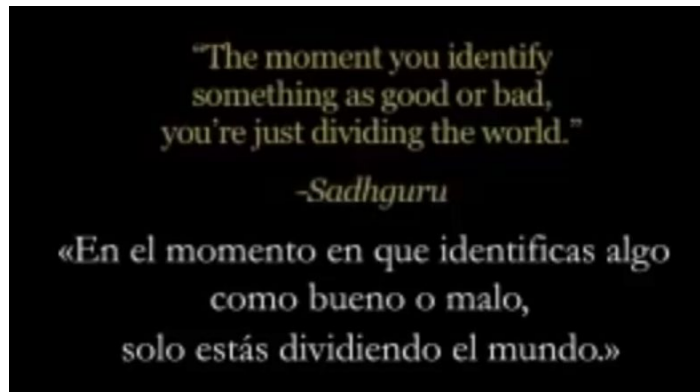 “The moment you identify
something as good or bad,
you're just dividing the world.”
-Sadhguru
«En el momento en que identificas algo
como bueno o malo,
solo estás dividiendo el mundo.»